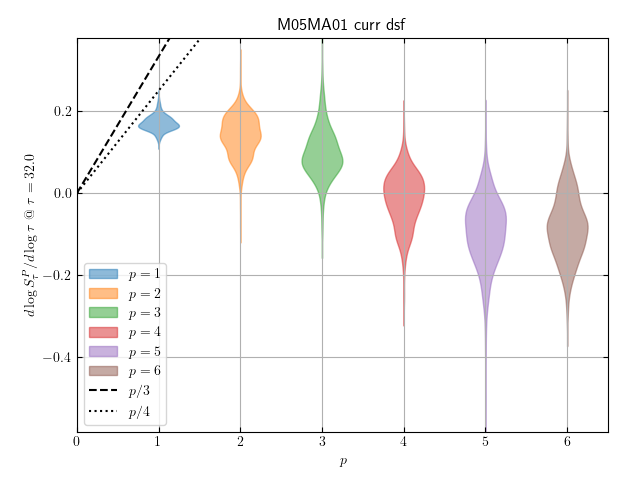 M05MA01 curr dsf
d log S_τ^P / d log τ @ τ = 32.0
0.2
0.0
−0.2
−0.4
p = 1
p = 2
p = 3
p = 4
p = 5
p = 6
p/3
p/4
0 1 2 3 4 5 6
p